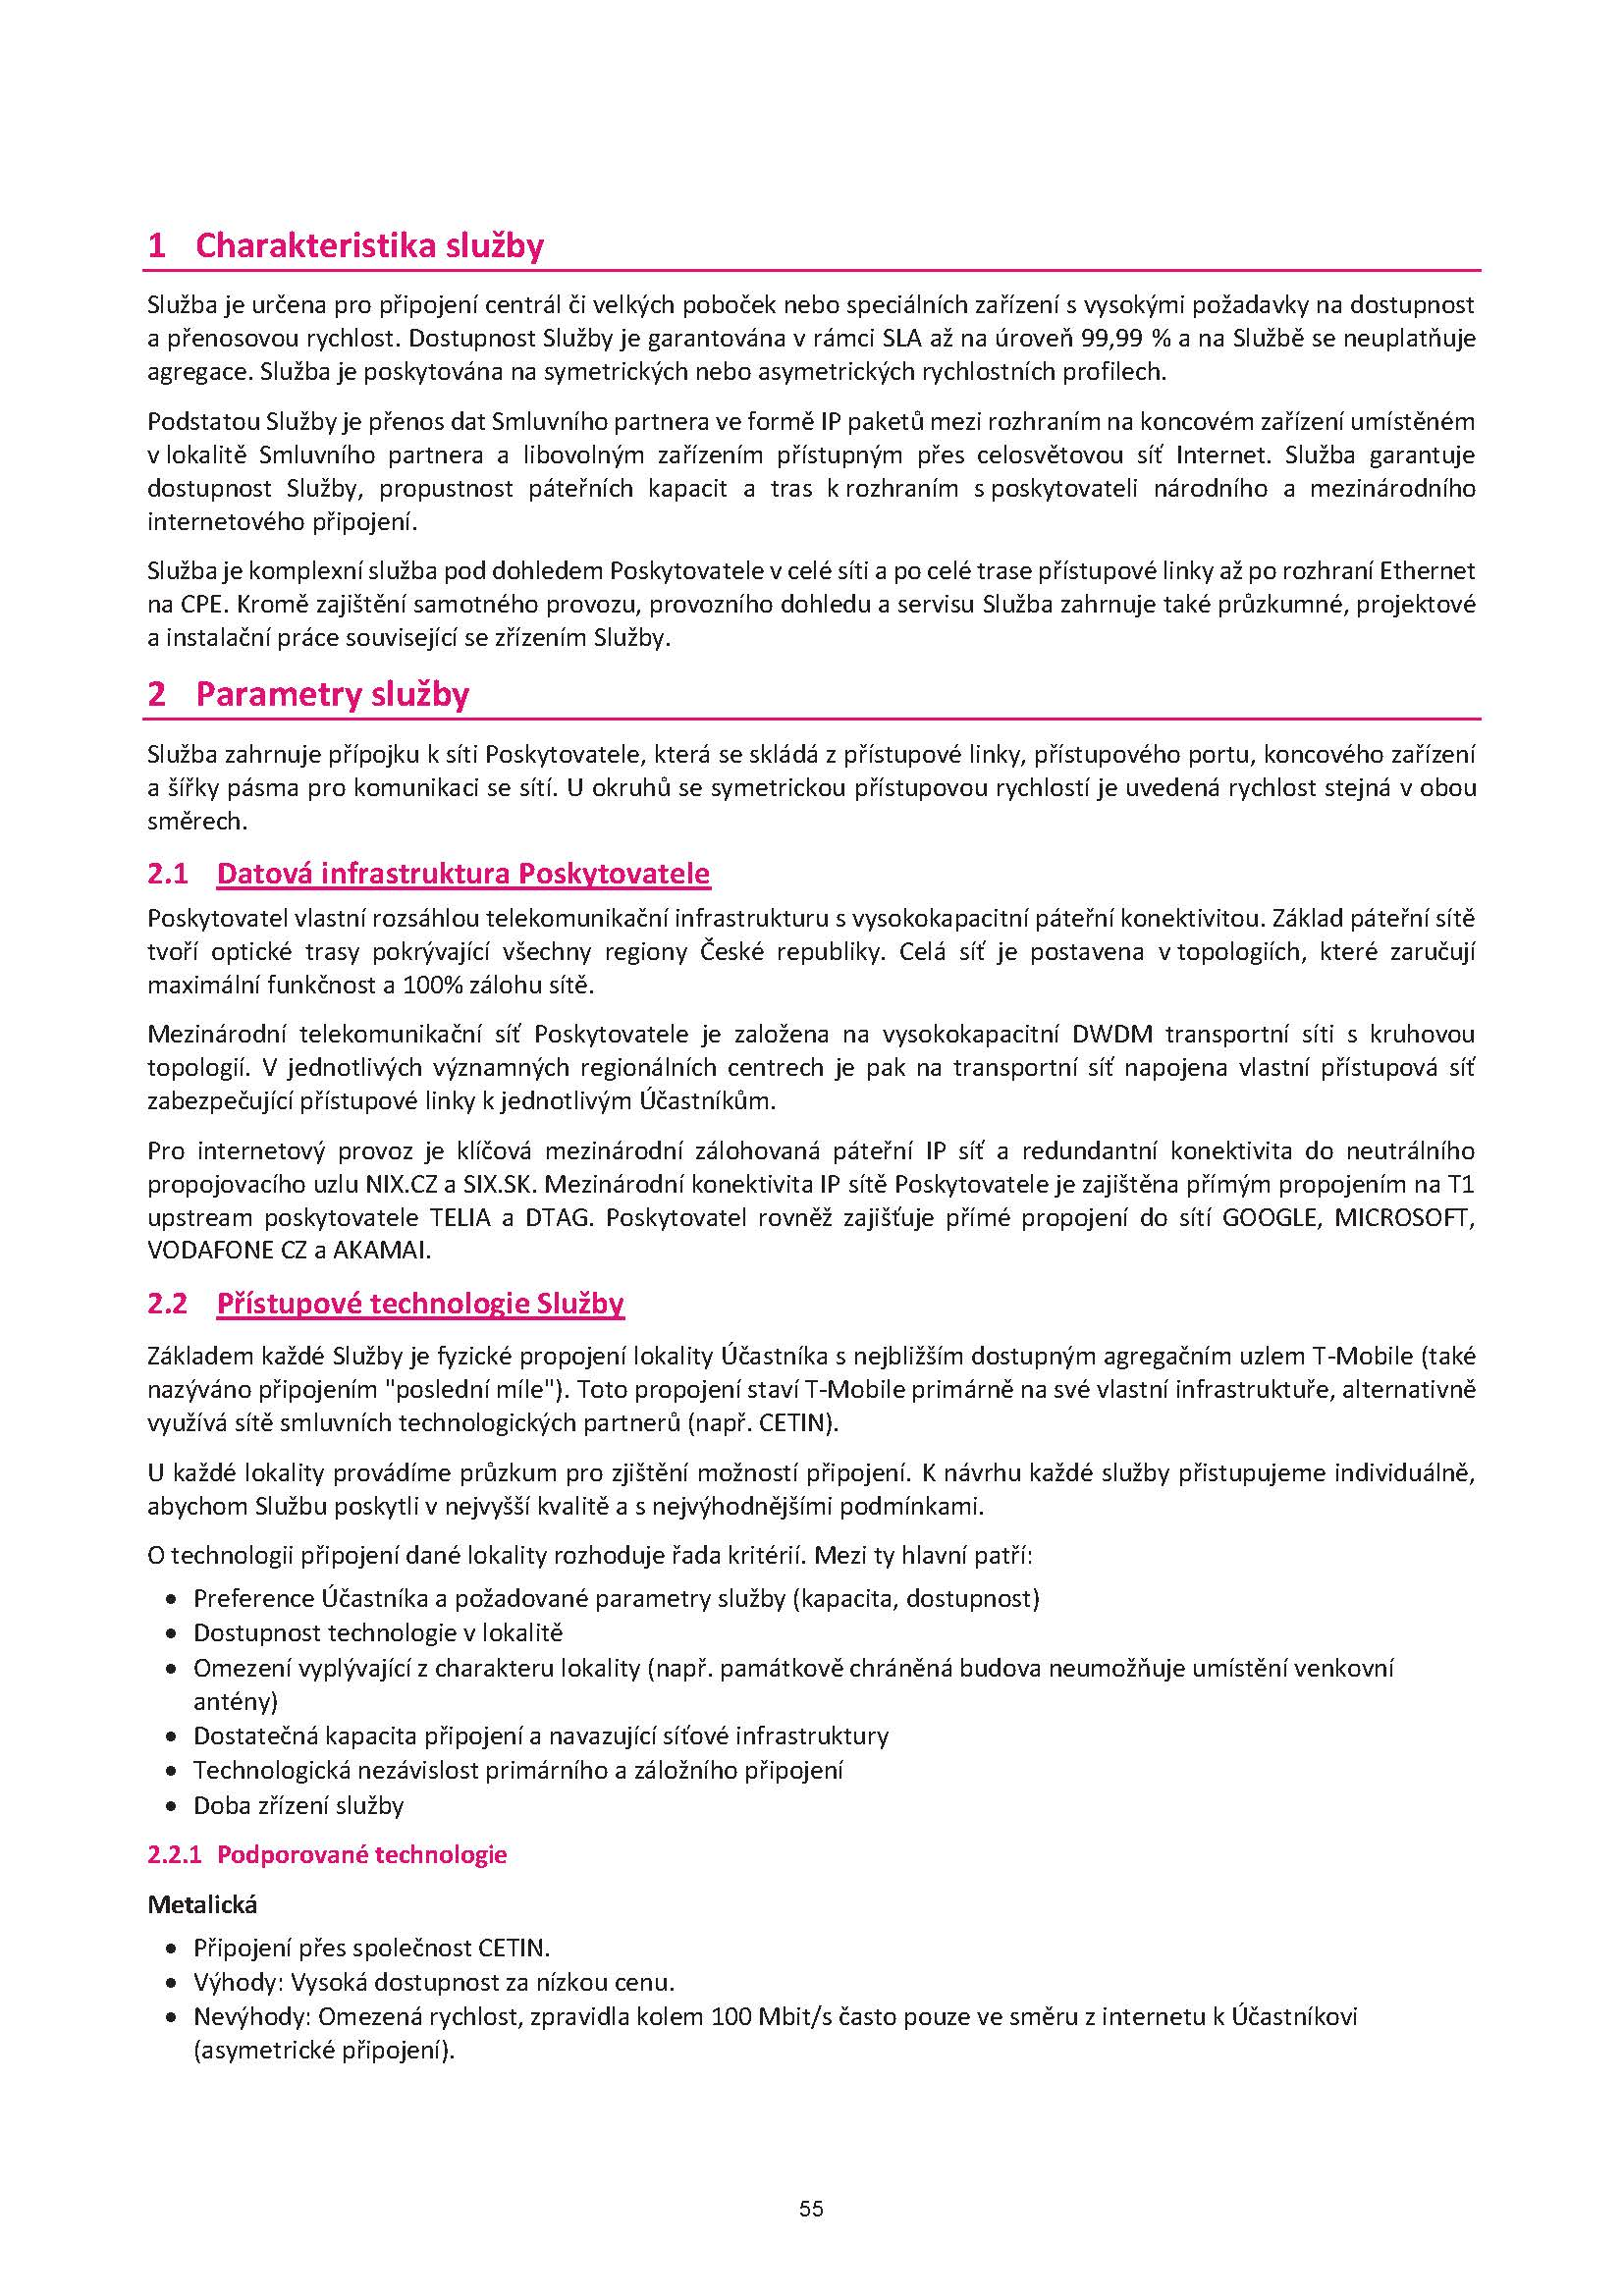 1 Charakteristika služby
Služba je určena pro připojení centrál či velkých poboček nebo speciálních zařízení s vysokými požadavky na dostupnost
a přenosovou rychlost. Dostupnost Služby je garantována v rámci SLA až na úroveň 99,99 % a na Službě se neuplatňuje
agregace. Služba je poskytována na symetrických nebo asymetrických rychlostních profilech.
Podstatou Služby je přenos dat Smluvního partnera ve formě IP paketů mezi rozhraním na koncovém zařízení umístěném
v lokalitě Smluvního partnera a libovolným zařízením přístupným přes celosvětovou síť Internet. Služba garantuje
dostupnost Služby, propustnost páteřních kapacit a tras k rozhraním s poskytovateli národního a mezinárodního
internetového připojení.
Služba je komplexní služba pod dohledem Poskytovatele v celé síti a po celé trase přístupové linky až po rozhraní Ethernet
na CPE. Kromě zajištění samotného provozu, provozního dohledu a servisu Služba zahrnuje také průzkumné, projektové
a instalační práce související se zřízením Služby.
2 Parametry služby
Služba zahrnuje přípojku k síti Poskytovatele, která se skládá z přístupové linky, přístupového portu, koncového zařízení
a šířky pásma pro komunikaci se sítí. U okruhů se symetrickou přístupovou rychlostí je uvedená rychlost stejná v obou
směrech.
2.1 Datová infrastruktura Poskytovatele
Poskytovatel vlastní rozsáhlou telekomunikační infrastrukturu s vysokokapacitní páteřní konektivitou. Základ páteřní sítě
tvoří optické trasy pokrývající všechny regiony České republiky. Celá síť je postavena v topologiích, které zaručují
maximální funkčnost a 100% zálohu sítě.
Mezinárodní telekomunikační síť Poskytovatele je založena na vysokokapacitní DWDM transportní síti s kruhovou
topologií. V jednotlivých významných regionálních centrech je pak na transportní síť napojena vlastní přístupová síť
zabezpečující přístupové linky k jednotlivým Účastníkům.
Pro internetový provoz je klíčová mezinárodní zálohovaná páteřní IP síť a redundantní konektivita do neutrálního
propojovacího uzlu NIX.CZ a SIX.SK. Mezinárodní konektivita IP sítě Poskytovatele je zajištěna přímým propojením na T1
upstream poskytovatele TELIA a DTAG. Poskytovatel rovněž zajišťuje přímé propojení do sítí GOOGLE, MICROSOFT,
VODAFONE CZ a AKAMAI.
2.2 Přístupové technologie Služby
Základem každé Služby je fyzické propojení lokality Účastníka s nejbližším dostupným agregačním uzlem T-Mobile (také
nazýváno připojením "poslední míle"). Toto propojení staví T-Mobile primárně na své vlastní infrastruktuře, alternativně
využívá sítě smluvních technologických partnerů (např. CETIN).
U každé lokality provádíme průzkum pro zjištění možností připojení. K návrhu každé služby přistupujeme individuálně,
abychom Službu poskytli v nejvyšší kvalitě a s nejvýhodnějšími podmínkami.
O technologii připojení dané lokality rozhoduje řada kritérií. Mezi ty hlavní patří:
• Preference Účastníka a požadované parametry služby (kapacita, dostupnost)
• Dostupnost technologie v lokalitě
• Omezení vyplývající z charakteru lokality (např. památkově chráněná budova neumožňuje umístění venkovní
antény)
• Dostatečná kapacita připojení a navazující síťové infrastruktury
• Technologická nezávislost primárního a záložního připojení
• Doba zřízení služby
2.2.1 Podporované technologie
Metalická
• Připojení přes společnost CETIN.
• Výhody: Vysoká dostupnost za nízkou cenu.
• Nevýhody: Omezená rychlost, zpravidla kolem 100 Mbit/s často pouze ve směru z internetu k Účastníkovi
(asymetrické připojení).
55